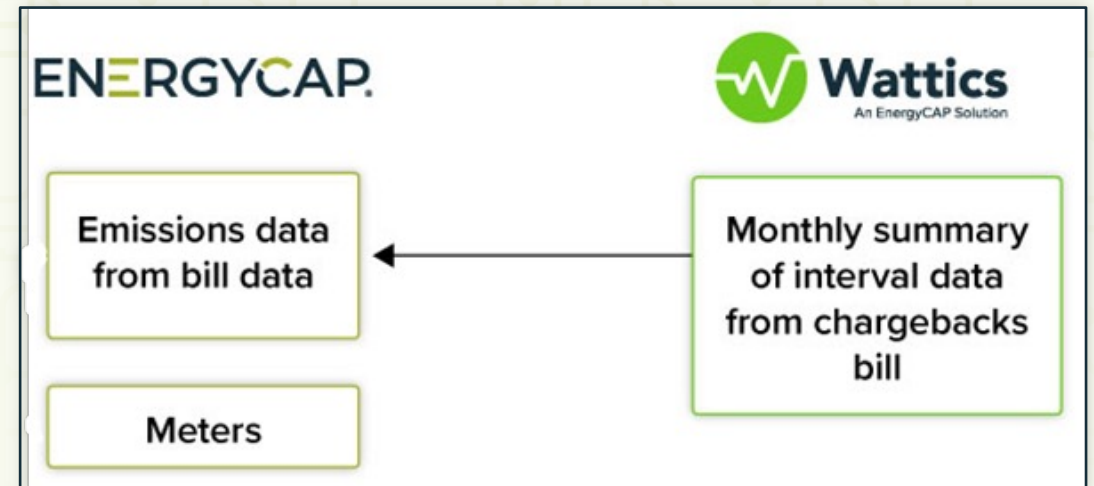 ENERGYCAP.
Wattics
An EnergyCAP Solution
Emissions data
from bill data
Monthly summary
of interval data
from chargebacks
bill
Meters